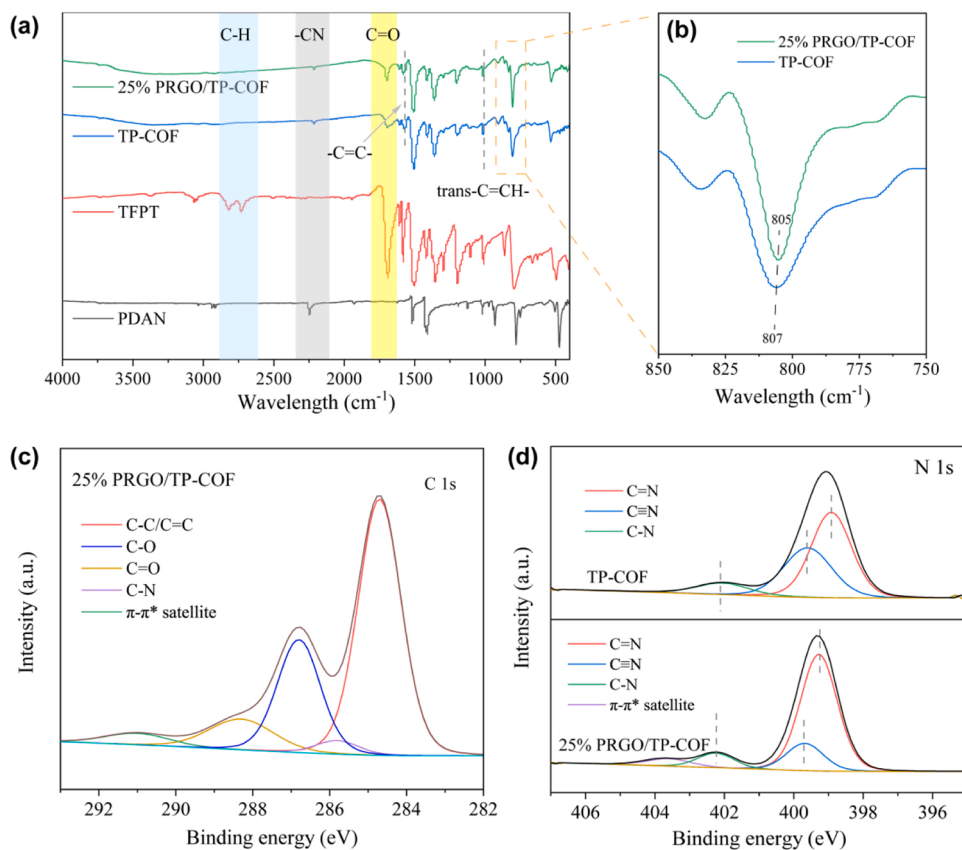 (a)
C-H
-CN
C=O
25% PRGO/TP-COF
TP-COF
-C=C-
TFPT
trans-C=CH-
PDAN
4000 3500 3000 2500 2000 1500 1000 500
Wavelength (cm-1)
(b)
25% PRGO/TP-COF
TP-COF
805
807
850 825 800 775 750
Wavelength (cm-1)
(c)
25% PRGO/TP-COF
C 1s
C-C/C=C
C-O
C=O
C-N
π-π* satellite
Intensity (a.u.)
292 290 288 286 284 282
Binding energy (eV)
(d)
N 1s
C=N
C≡N
C-N
TP-COF
C=N
C≡N
C-N
π-π* satellite
25% PRGO/TP-COF
Intensity (a.u.)
406 404 402 400 398 396
Binding energy (eV)